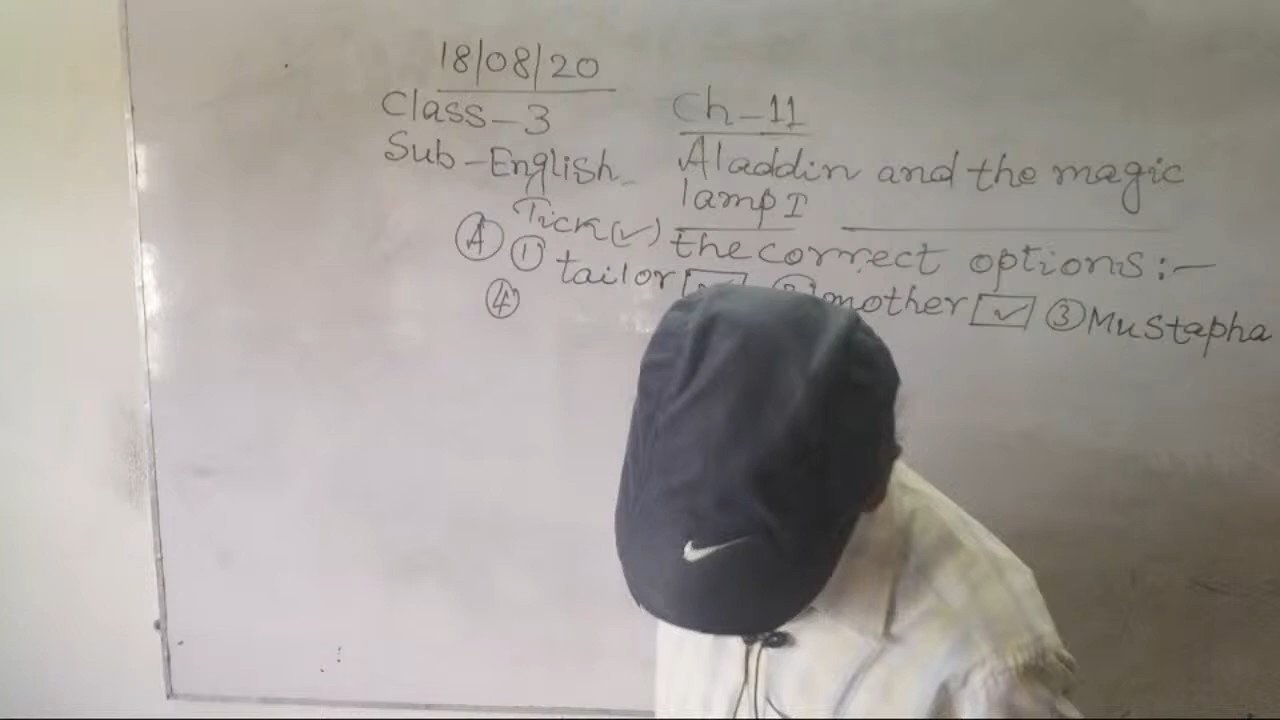 18/08/20
Class-3
Sub-English
Ch-11
Aladdin and the magic
lamp I
Ⓐ Tick(✓) the correct options:-
① tailor ☑ ② mother ☑ ③ Mustapha
④